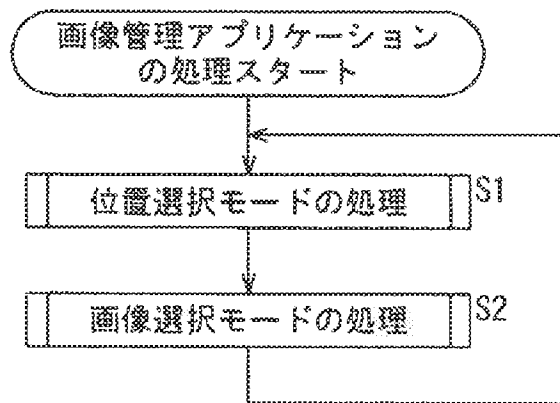 画像管理アプリケーション
の処理スタート
位置選択モードの処理
S1
画像選択モードの処理
S2